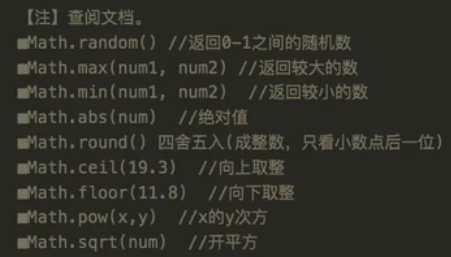 【注】查阅文档。
■Math.random() //返回0-1之间的随机数
■Math.max(num1, num2) //返回较大的数
■Math.min(num1, num2)  //返回较小的数
■Math.abs(num)  //绝对值
■Math.round() 四舍五入(成整数，只看小数点后一位)
■Math.ceil(19.3)  //向上取整
■Math.floor(11.8)  //向下取整
■Math.pow(x,y)  //x的y次方
■Math.sqrt(num)  //开平方